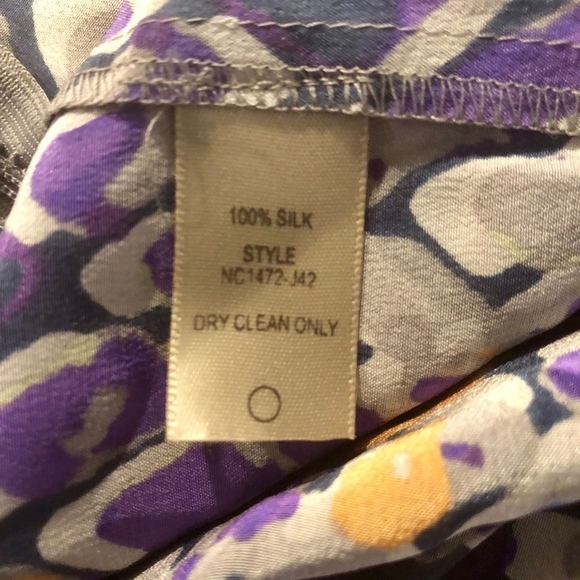 100% SILK
STYLE
NC1472-J42
DRY CLEAN ONLY